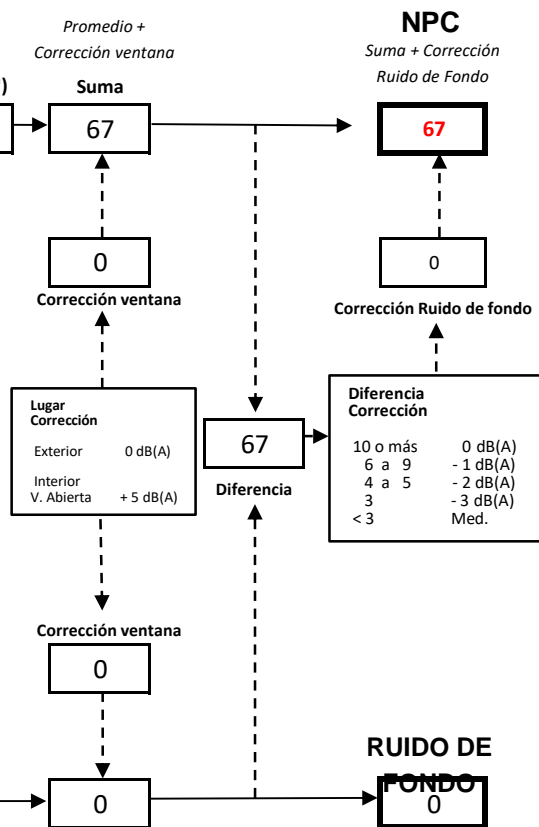 Promedio +
Corrección ventana
NPC
Suma + Corrección
Ruido de Fondo
)
Suma
67
67
0
0
Corrección ventana
Corrección Ruido de fondo
Lugar
Corrección
Exterior 0 dB(A)
Interior
V. Abierta + 5 dB(A)
67
Diferencia
Diferencia
Corrección
10 o más 0 dB(A)
6 a 9 - 1 dB(A)
4 a 5 - 2 dB(A)
3 - 3 dB(A)
< 3 Med.
Corrección ventana
0
RUIDO DE
FONDO
0
0